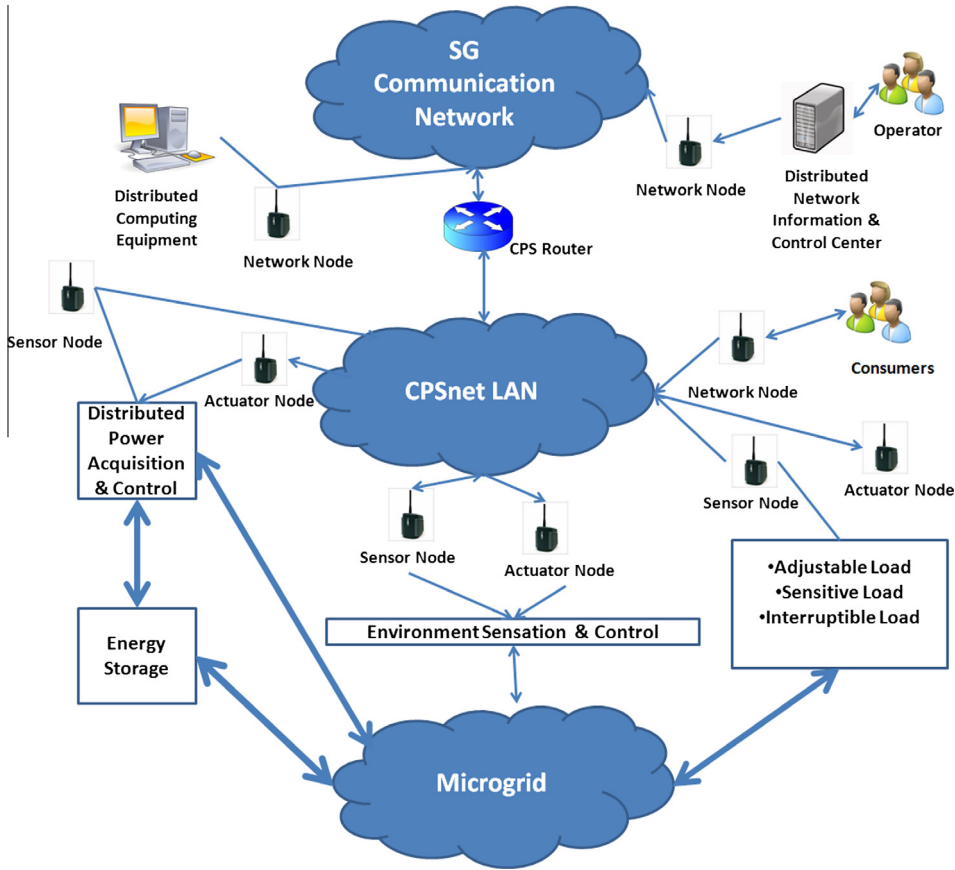 SG
Communication
Network
Operator
Distributed
Computing
Equipment
Network Node
Network Node
Distributed
Network
Information &
Control Center
CPS Router
Sensor Node
Actuator Node
CPSnet LAN
Network Node
Consumers
Distributed
Power
Acquisition
& Control
Sensor Node
Actuator Node
Sensor Node
Actuator Node
•Adjustable Load
•Sensitive Load
•Interruptible Load
Environment Sensation & Control
Energy
Storage
Microgrid